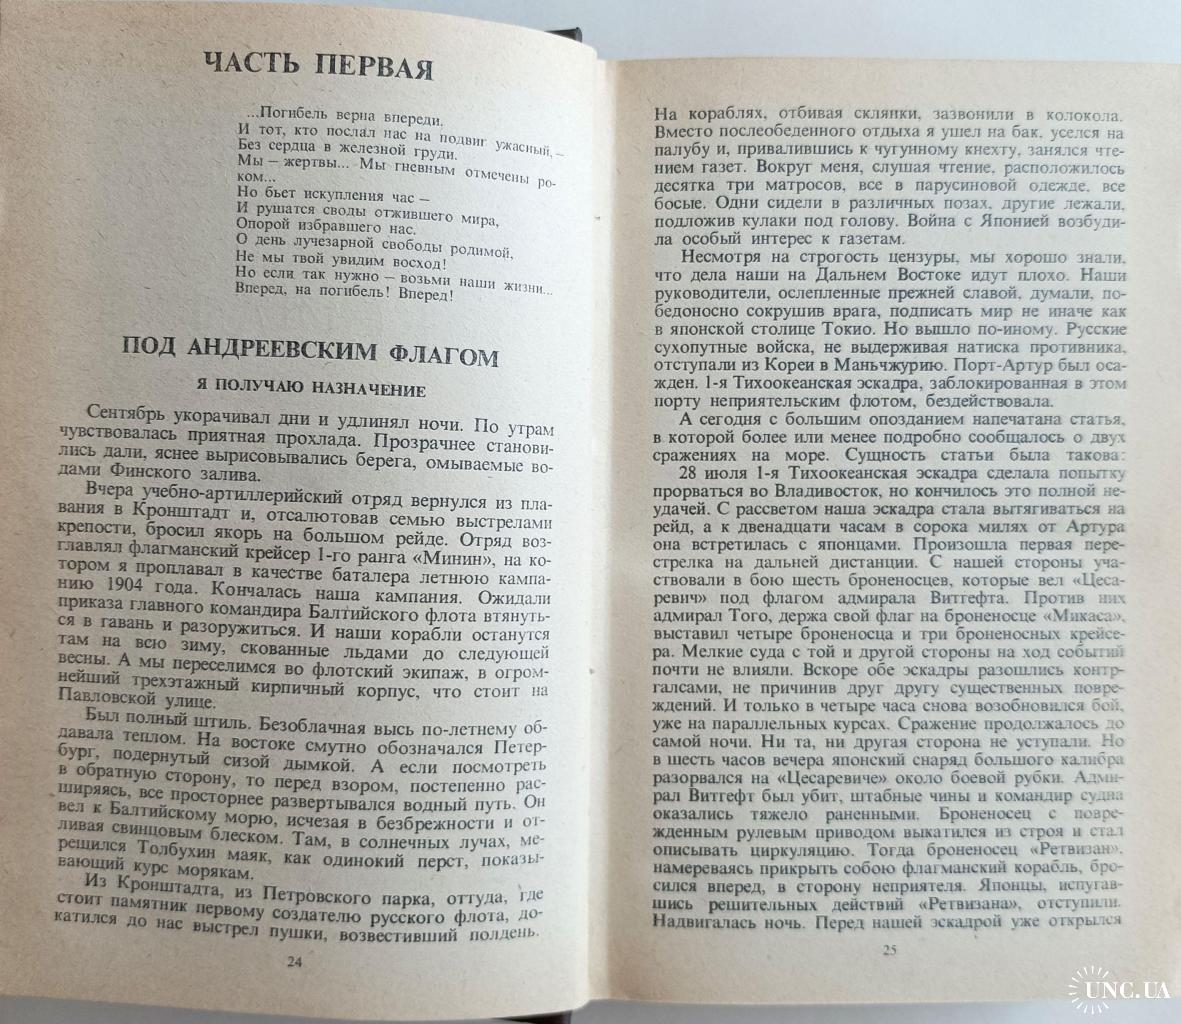 ЧАСТЬ ПЕРВАЯ
...Погибель верна впереди,
И тот, кто послал нас на подвиг ужасный,–
Без сердца в железной груди.
Мы – жертвы... Мы гневным отмечены ро-
ком...
Но бьет искупления час –
И рушатся своды отжившего мира,
Опорой избравшего нас.
О день лучезарной свободы родимой,
Не мы твой увидим восход!
Но если так нужно – возьми наши жизни...
Вперед, на погибель! Вперед!
ПОД АНДРЕЕВСКИМ ФЛАГОМ
Я ПОЛУЧАЮ НАЗНАЧЕНИЕ
Сентябрь укорачивал дни и удлинял ночи. По утрам
чувствовалась приятная прохлада. Прозрачнее станови-
лись дали, яснее вырисовывались берега, омываемые во-
дами Финского залива.
Вчера учебно-артиллерийский отряд вернулся из пла-
вания в Кронштадт и, отсалютовав семью выстрелами
крепости, бросил якорь на большом рейде. Отряд воз-
главлял флагманский крейсер 1-го ранга «Минин», на ко-
тором я проплавал в качестве баталера летнюю кампа-
нию 1904 года. Кончалась наша кампания. Ожидали
приказа главного командира Балтийского флота втянуть-
ся в гавань и разоружиться. И наши корабли останутся
там на всю зиму, скованные льдами до следующей
весны. А мы переселимся во флотский экипаж, в огром-
нейший трехэтажный кирпичный корпус, что стоит на
Павловской улице.
Был полный штиль. Безоблачная высь по-летнему об-
давала теплом. На востоке смутно обозначался Петер-
бург, подернутый сизой дымкой. А если посмотреть
в обратную сторону, то перед взором, постепенно рас-
ширяясь, все просторнее развертывался водный путь. Он
вел к Балтийскому морю, исчезая в безбрежности и от-
ливая свинцовым блеском. Там, в солнечных лучах, ме-
рещился Толбухин маяк, как одинокий перст, показы-
вающий курс морякам.
Из Кронштадта, из Петровского парка, оттуда, где
стоит памятник первому создателю русского флота, до-
катился до нас выстрел пушки, возвестивший полдень.
24
На кораблях, отбивая склянки, зазвонили в колокола.
Вместо послеобеденного отдыха я ушел на бак, уселся на
палубу и, привалившись к чугунному кнехту, занялся чте-
нием газет. Вокруг меня, слушая чтение, расположилось
десятка три матросов, все в парусиновой одежде, все
босые. Одни сидели в различных позах, другие лежали,
подложив кулаки под голову. Война с Японией возбуди-
ла особый интерес к газетам.
Несмотря на строгость цензуры, мы хорошо знали,
что дела наши на Дальнем Востоке идут плохо. Наши
руководители, ослепленные прежней славой, думали, по-
бедоносно сокрушив врага, подписать мир не иначе как
в японской столице Токио. Но вышло по-иному. Русские
сухопутные войска, не выдерживая натиска противника,
отступали из Кореи в Маньчжурию. Порт-Артур был оса-
жден. 1-я Тихоокеанская эскадра, заблокированная в этом
порту неприятельским флотом, бездействовала.
А сегодня с большим опозданием напечатана статья,
в которой более или менее подробно сообщалось о двух
сражениях на море. Сущность статьи была такова:
28 июля 1-я Тихоокеанская эскадра сделала попытку
прорваться во Владивосток, но кончилось это полной не-
удачей. С рассветом наша эскадра стала вытягиваться на
рейд, а к двенадцати часам в сорока милях от Артура
она встретилась с японцами. Произошла первая пере-
стрелка на дальней дистанции. С нашей стороны уча-
ствовали в бою шесть броненосцев, которые вел «Цеса-
ревич» под флагом адмирала Витгефта. Против них
адмирал Того, держа свой флаг на броненосце «Микаса»,
выставил четыре броненосца и три броненосных крейсе-
ра. Мелкие суда с той и другой стороны на ход событий
почти не влияли. Вскоре обе эскадры разошлись контр-
галсами, не причинив друг другу существенных повре-
ждений. И только в четыре часа снова возобновился бой,
уже на параллельных курсах. Сражение продолжалось до
самой ночи. Ни та, ни другая сторона не уступали. Но
в шесть часов вечера японский снаряд большого калибра
разорвался на «Цесаревиче» около боевой рубки. Адми-
рал Витгефт был убит, штабные чины и командир судна
оказались тяжело раненными. Броненосец с повре-
жденным рулевым приводом выкатился из строя и стал
описывать циркуляцию. Тогда броненосец «Ретвизан»,
намереваясь прикрыть собою флагманский корабль, бро-
сился вперед, в сторону неприятеля. Японцы, испугав-
шись решительных действий «Ретвизана», отступили.
Надвигалась ночь. Перед нашей эскадрой уже открылся
25
UNC.UA